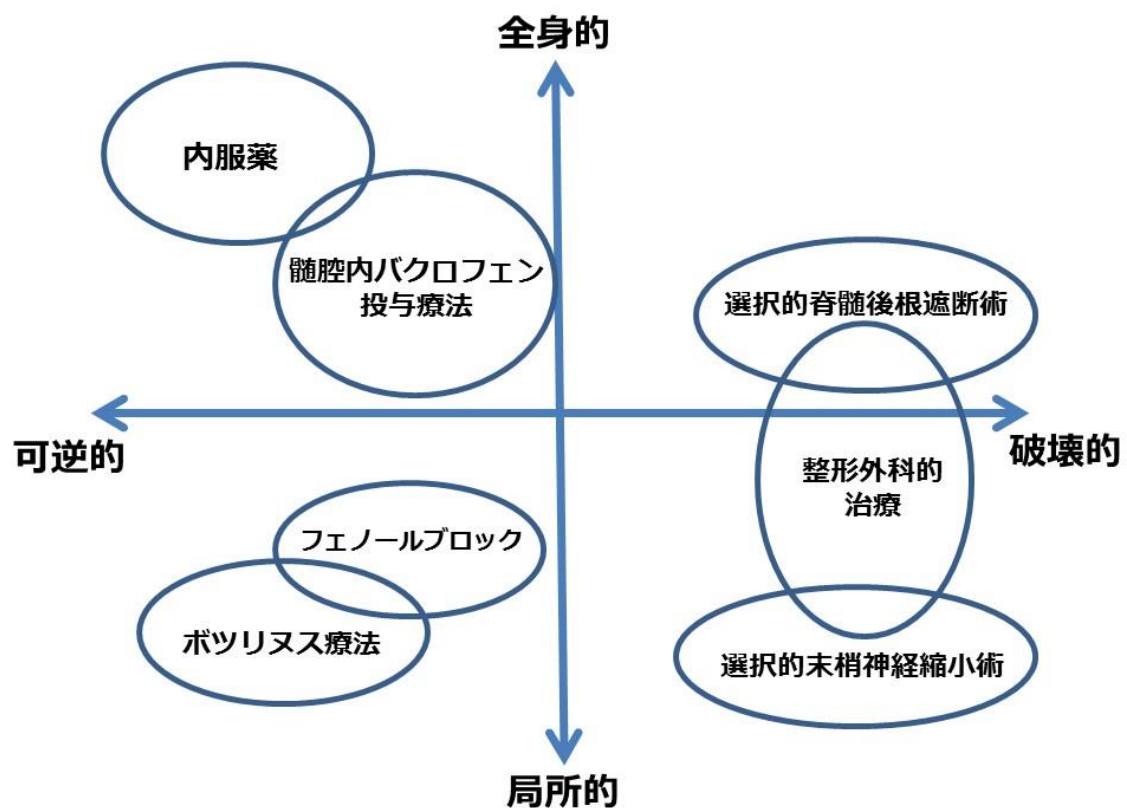 全身的
内服薬
髄腔内バクロフェン
投与療法
選択的脊髄後根遮断術
可逆的
破壊的
整形外科的
治療
フェノールブロック
ボツリヌス療法
選択的末梢神経縮小術
局所的